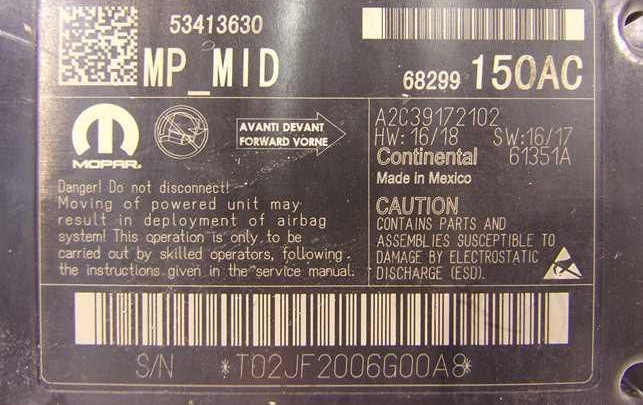 53413630
MP_MID
68299 150AC
MOPAR.
AVANTI DEVANT
FORWARD VORNE
A2C39172102
HW:16/18 SW:16/17
Continental 61351A
Made in Mexico
Danger! Do not disconnect!
Moving of powered unit may
result in deployment of airbag
system! This operation is only to be
carried out by skilled operators, following
the instructions given in the service manual.
CAUTION
CONTAINS PARTS AND
ASSEMBLIES SUSCEPTIBLE TO
DAMAGE BY ELECTROSTATIC
DISCHARGE (ESD).
S/N *T02JF2006G00A8*